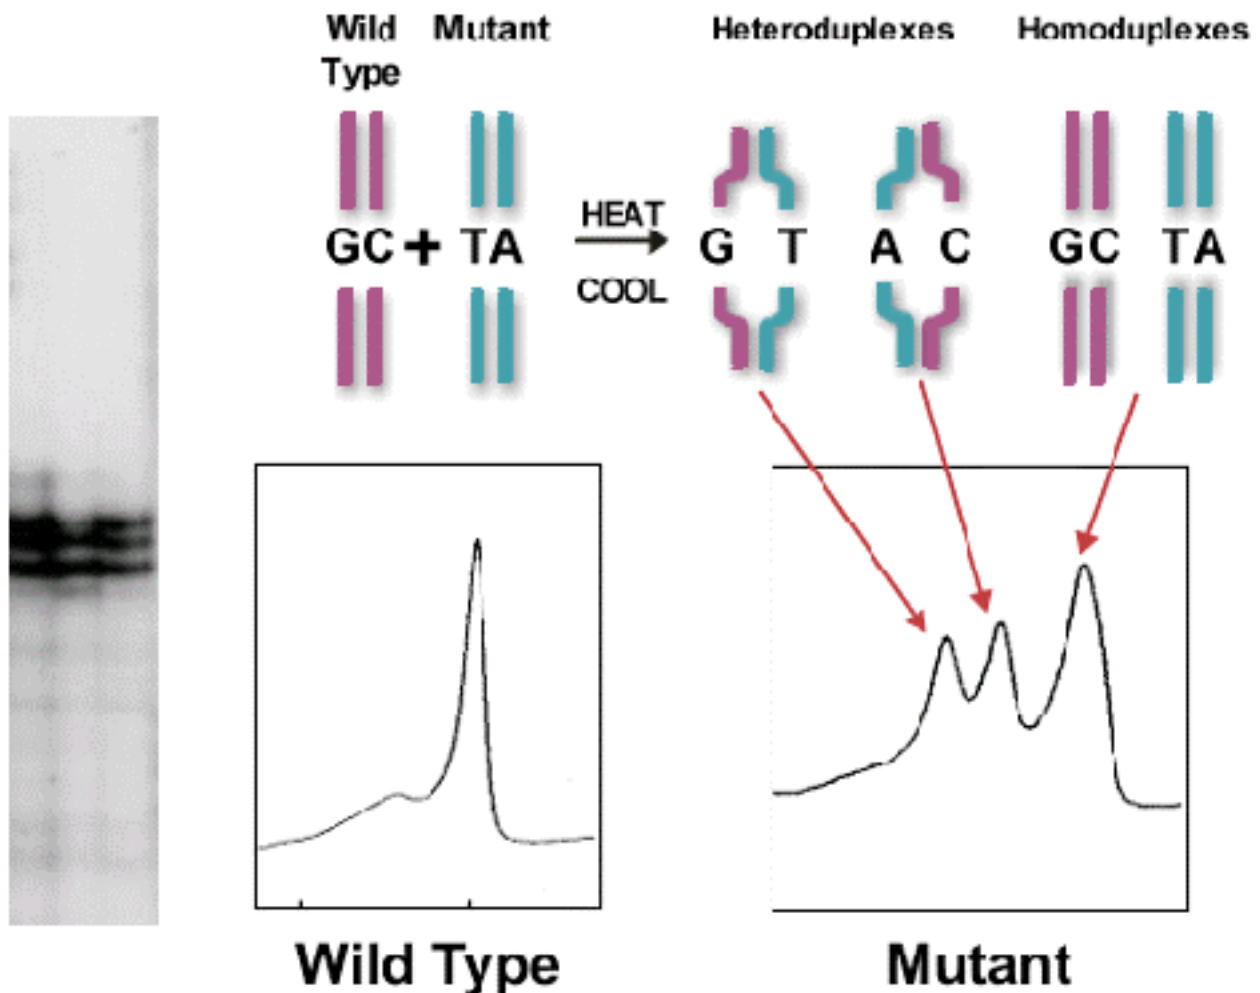 Wild Type
Mutant
Heteroduplexes
Homoduplexes
GC + TA
HEAT
COOL
G T
A C
GC
TA
Wild Type
Mutant